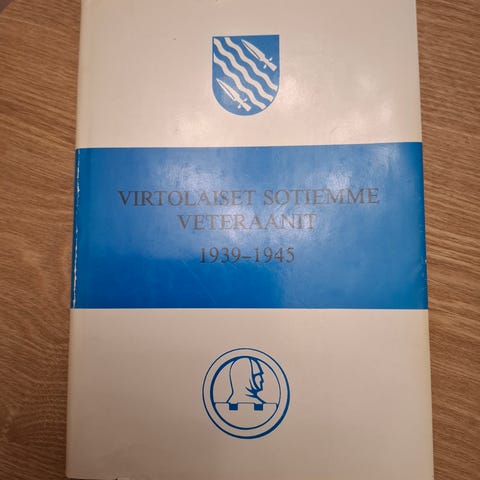 VIRTOLAISET SOTIEMME
VETERAANIT
1939–1945